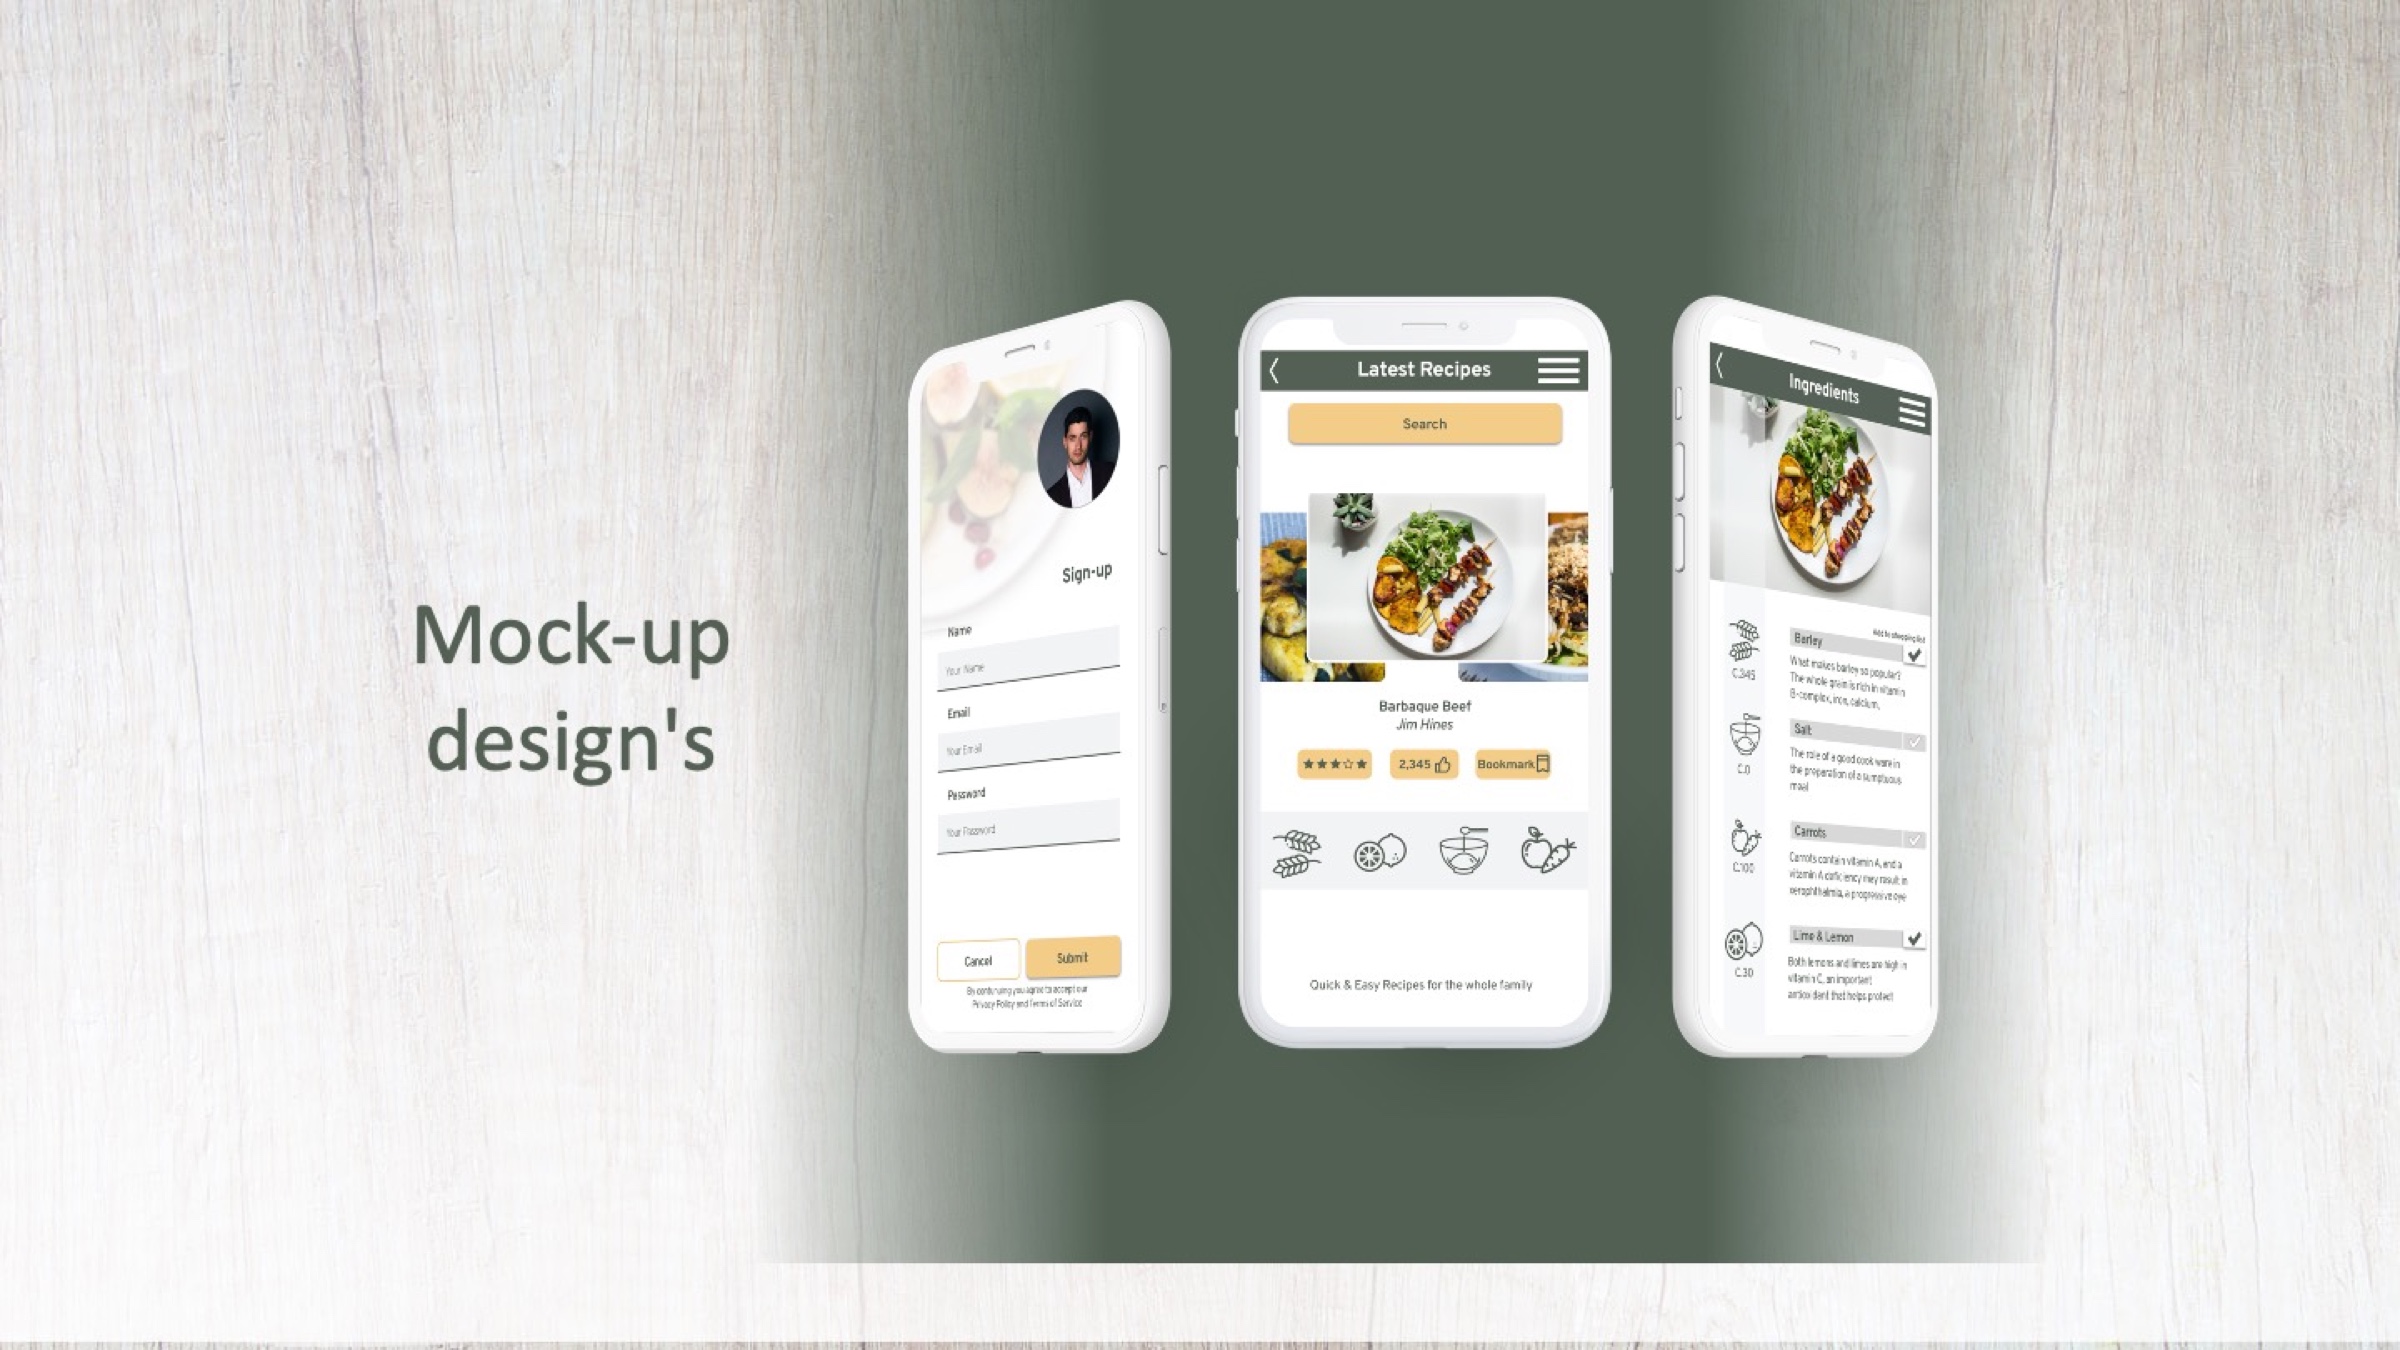 Mock-up
design's
Sign-up
Name
Your Name
Email
Your Email
Password
Your Password
Cancel
Submit
By continuing you agree to accept our
Privacy Policy and Terms of Service
Latest Recipes
Search
Barbaque Beef
Jim Hines
2,345
Bookmark
Quick & Easy Recipes for the whole family
Ingredients
Add to shopping list
Barley
What makes barley so popular?
The whole grain is rich in vitamin
B-complex, iron, calcium,
C.345
Salt
The role of a good cook ware in
the preparation of a sumptuous
meal
C.0
Carrots
Carrots contain vitamin A, and a
vitamin A deficiency may result in
xerophthalmia, a progressive eye
C.100
Lime & Lemon
Both lemons and limes are high in
vitamin C, an important
antioxidant that helps protect
C.30